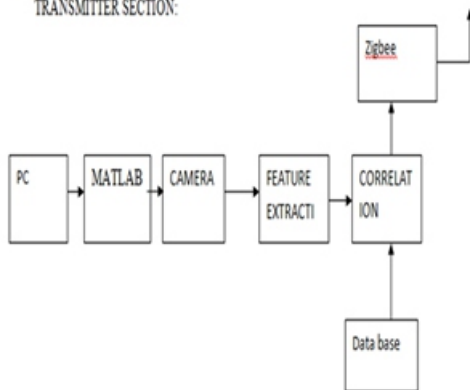 TRANSMITTER SECTION:
Zigbee
PC
MATLAB
CAMERA
FEATURE
EXTRACTI
CORRELAT
ION
Data base